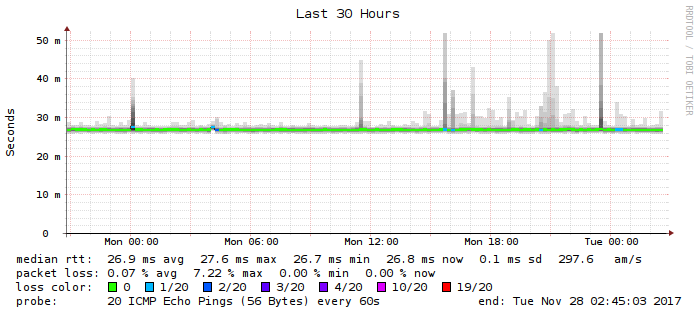 Last 30 Hours
RRDTOOL / TOBI OETIKER
Seconds
50 m
40 m
30 m
20 m
10 m
0
Mon 00:00 Mon 06:00 Mon 12:00 Mon 18:00 Tue 00:00
median rtt: 26.9 ms avg 27.6 ms max 26.7 ms min 26.8 ms now 0.1 ms sd 297.6 am/s
packet loss: 0.07 % avg 7.22 % max 0.00 % min 0.00 % now
loss color: 0 1/20 2/20 3/20 4/20 10/20 19/20
probe: 20 ICMP Echo Pings (56 Bytes) every 60s end: Tue Nov 28 02:45:03 2017